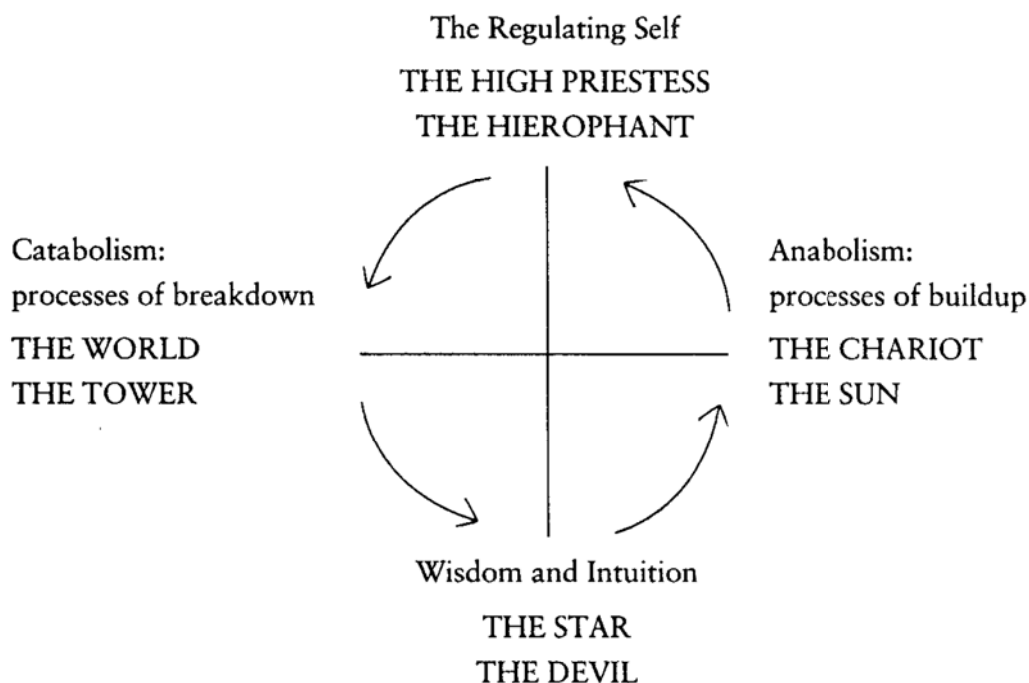 The Regulating Self
THE HIGH PRIESTESS
THE HIEROPHANT
Catabolism:
processes of breakdown
THE WORLD
THE TOWER
Anabolism:
processes of buildup
THE CHARIOT
THE SUN
Wisdom and Intuition
THE STAR
THE DEVIL